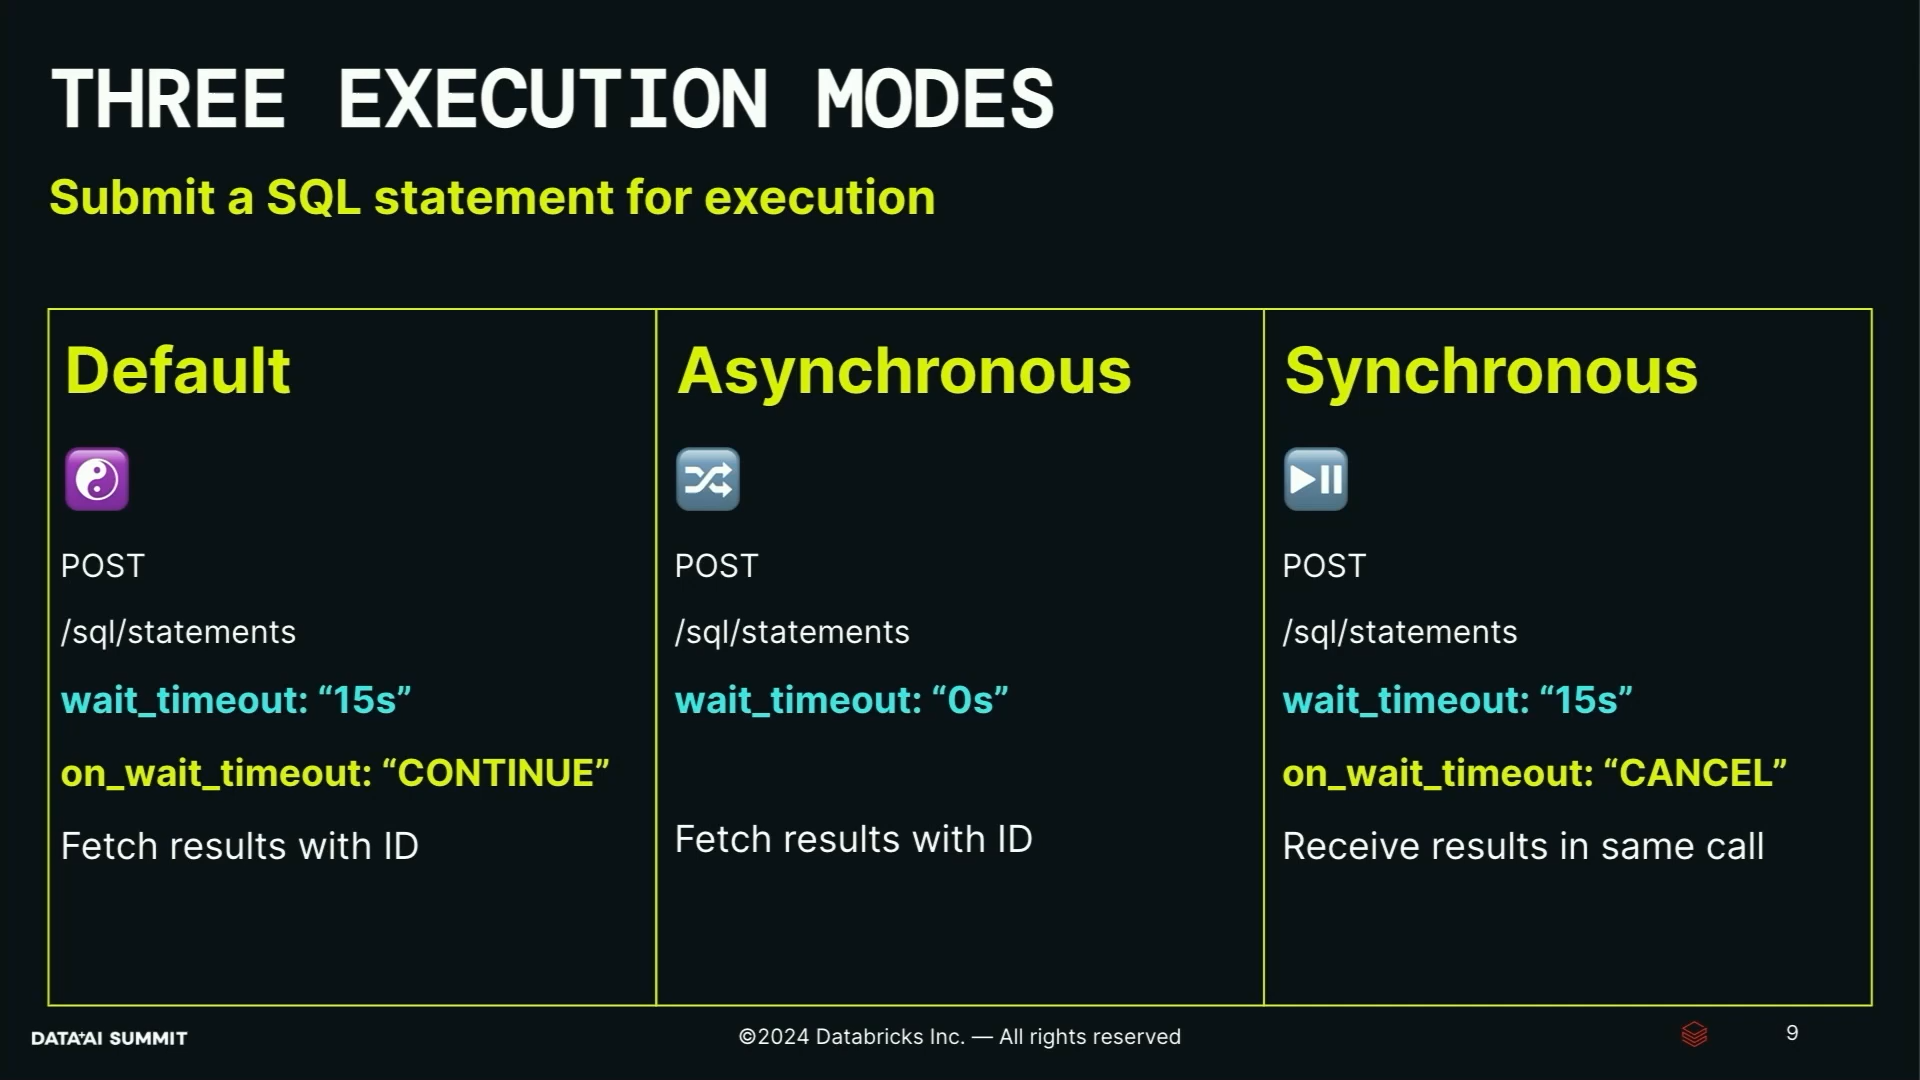 THREE EXECUTION MODES
Submit a SQL statement for execution
Default
POST
/sql/statements
wait_timeout: “15s”
on_wait_timeout: “CONTINUE”
Fetch results with ID
Asynchronous
POST
/sql/statements
wait_timeout: “0s”
Fetch results with ID
Synchronous
POST
/sql/statements
wait_timeout: “15s”
on_wait_timeout: “CANCEL”
Receive results in same call
DATA+AI SUMMIT
©2024 Databricks Inc. — All rights reserved
9